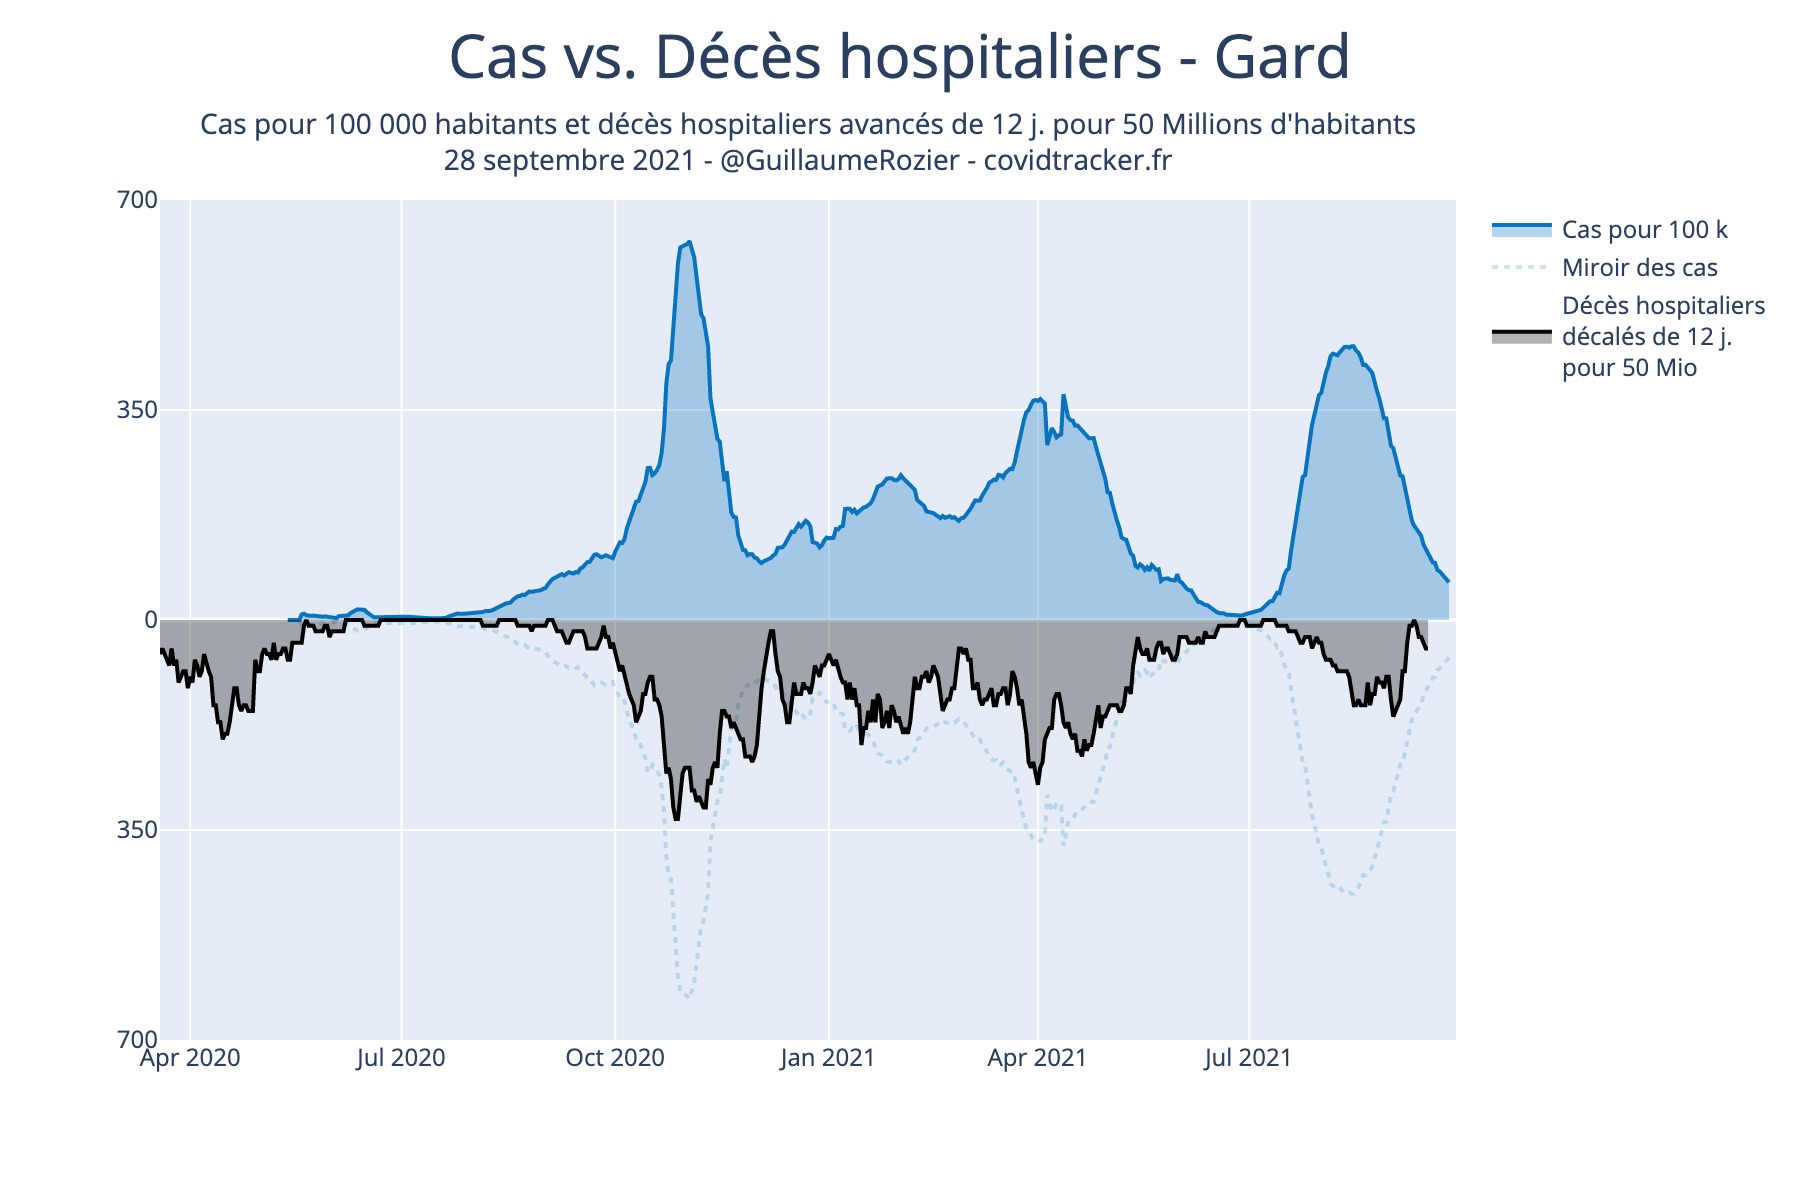 Cas vs. Décès hospitaliers - Gard
Cas pour 100 000 habitants et décès hospitaliers avancés de 12 j. pour 50 Millions d'habitants
28 septembre 2021 - @GuillaumeRozier - covidtracker.fr
700
350
0
350
700
Apr 2020
Jul 2020
Oct 2020
Jan 2021
Apr 2021
Jul 2021
Cas pour 100 k
Miroir des cas
Décès hospitaliers
décalés de 12 j.
pour 50 Mio